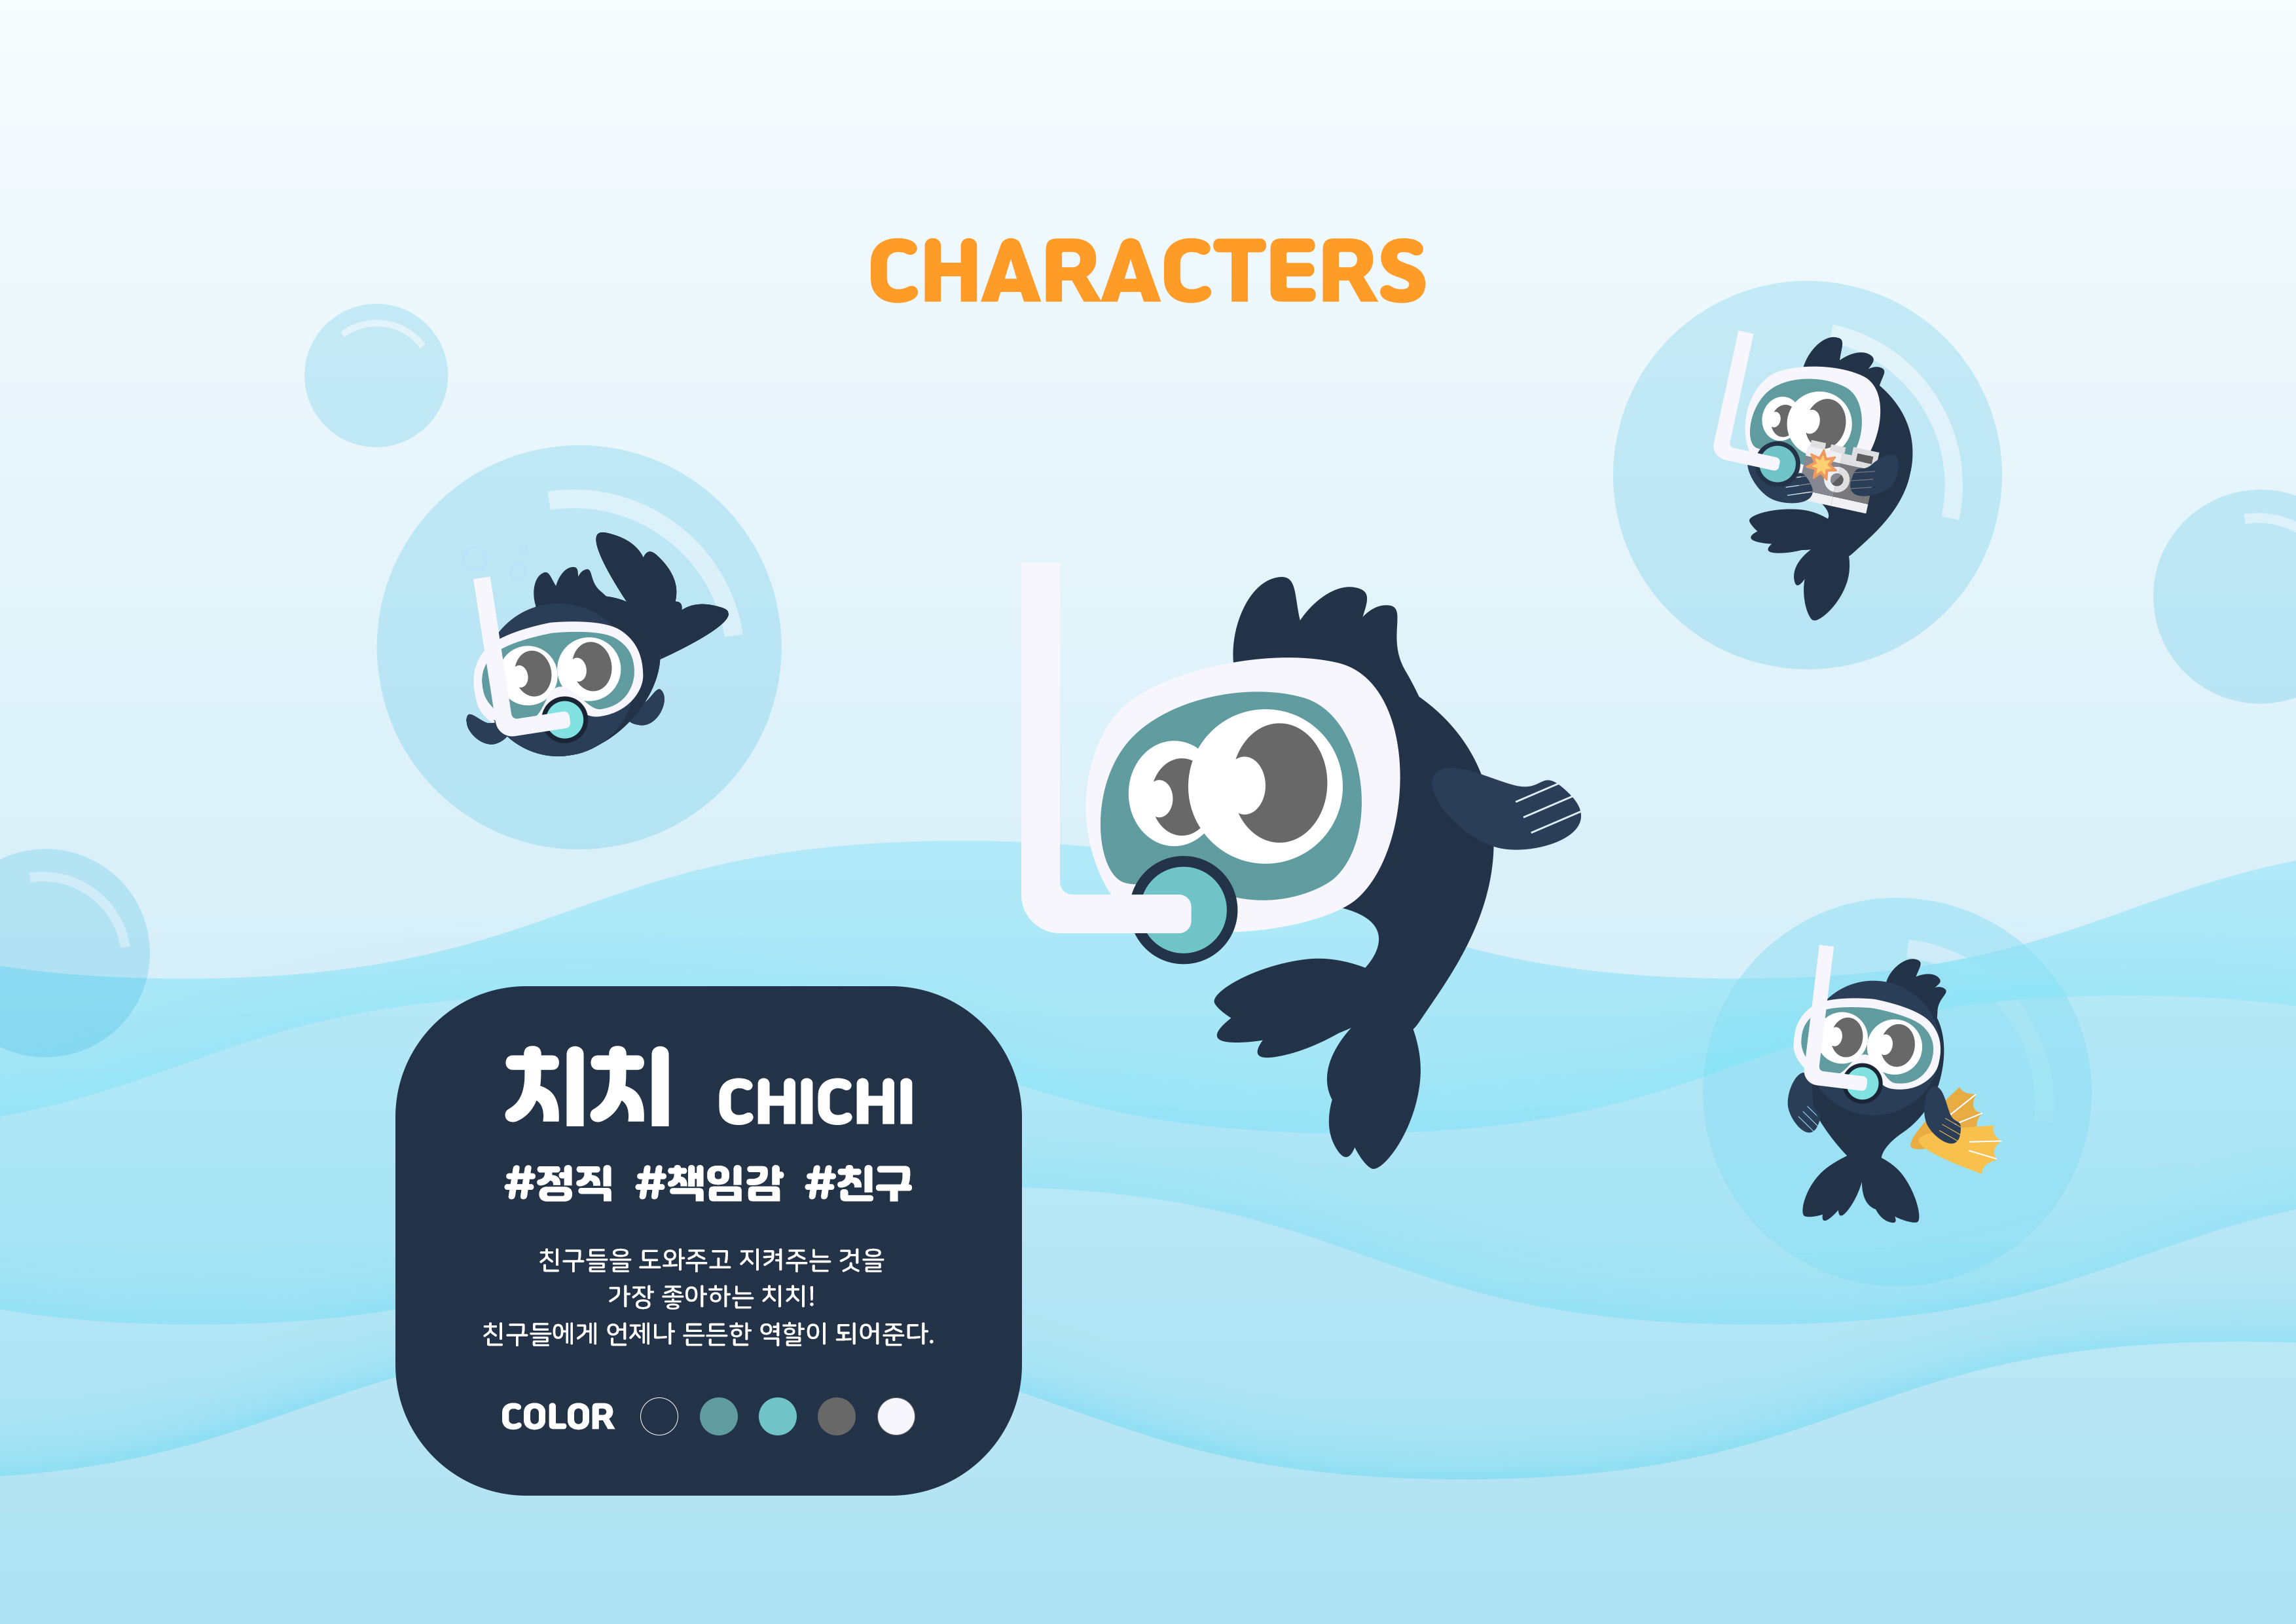 CHARACTERS
치치 CHICHI
#정직 #책임감 #친구
친구들을 도와주고 지켜주는 것을
가장 좋아하는 치치!
친구들에게 언제나 든든한 역할이 되어준다.
COLOR